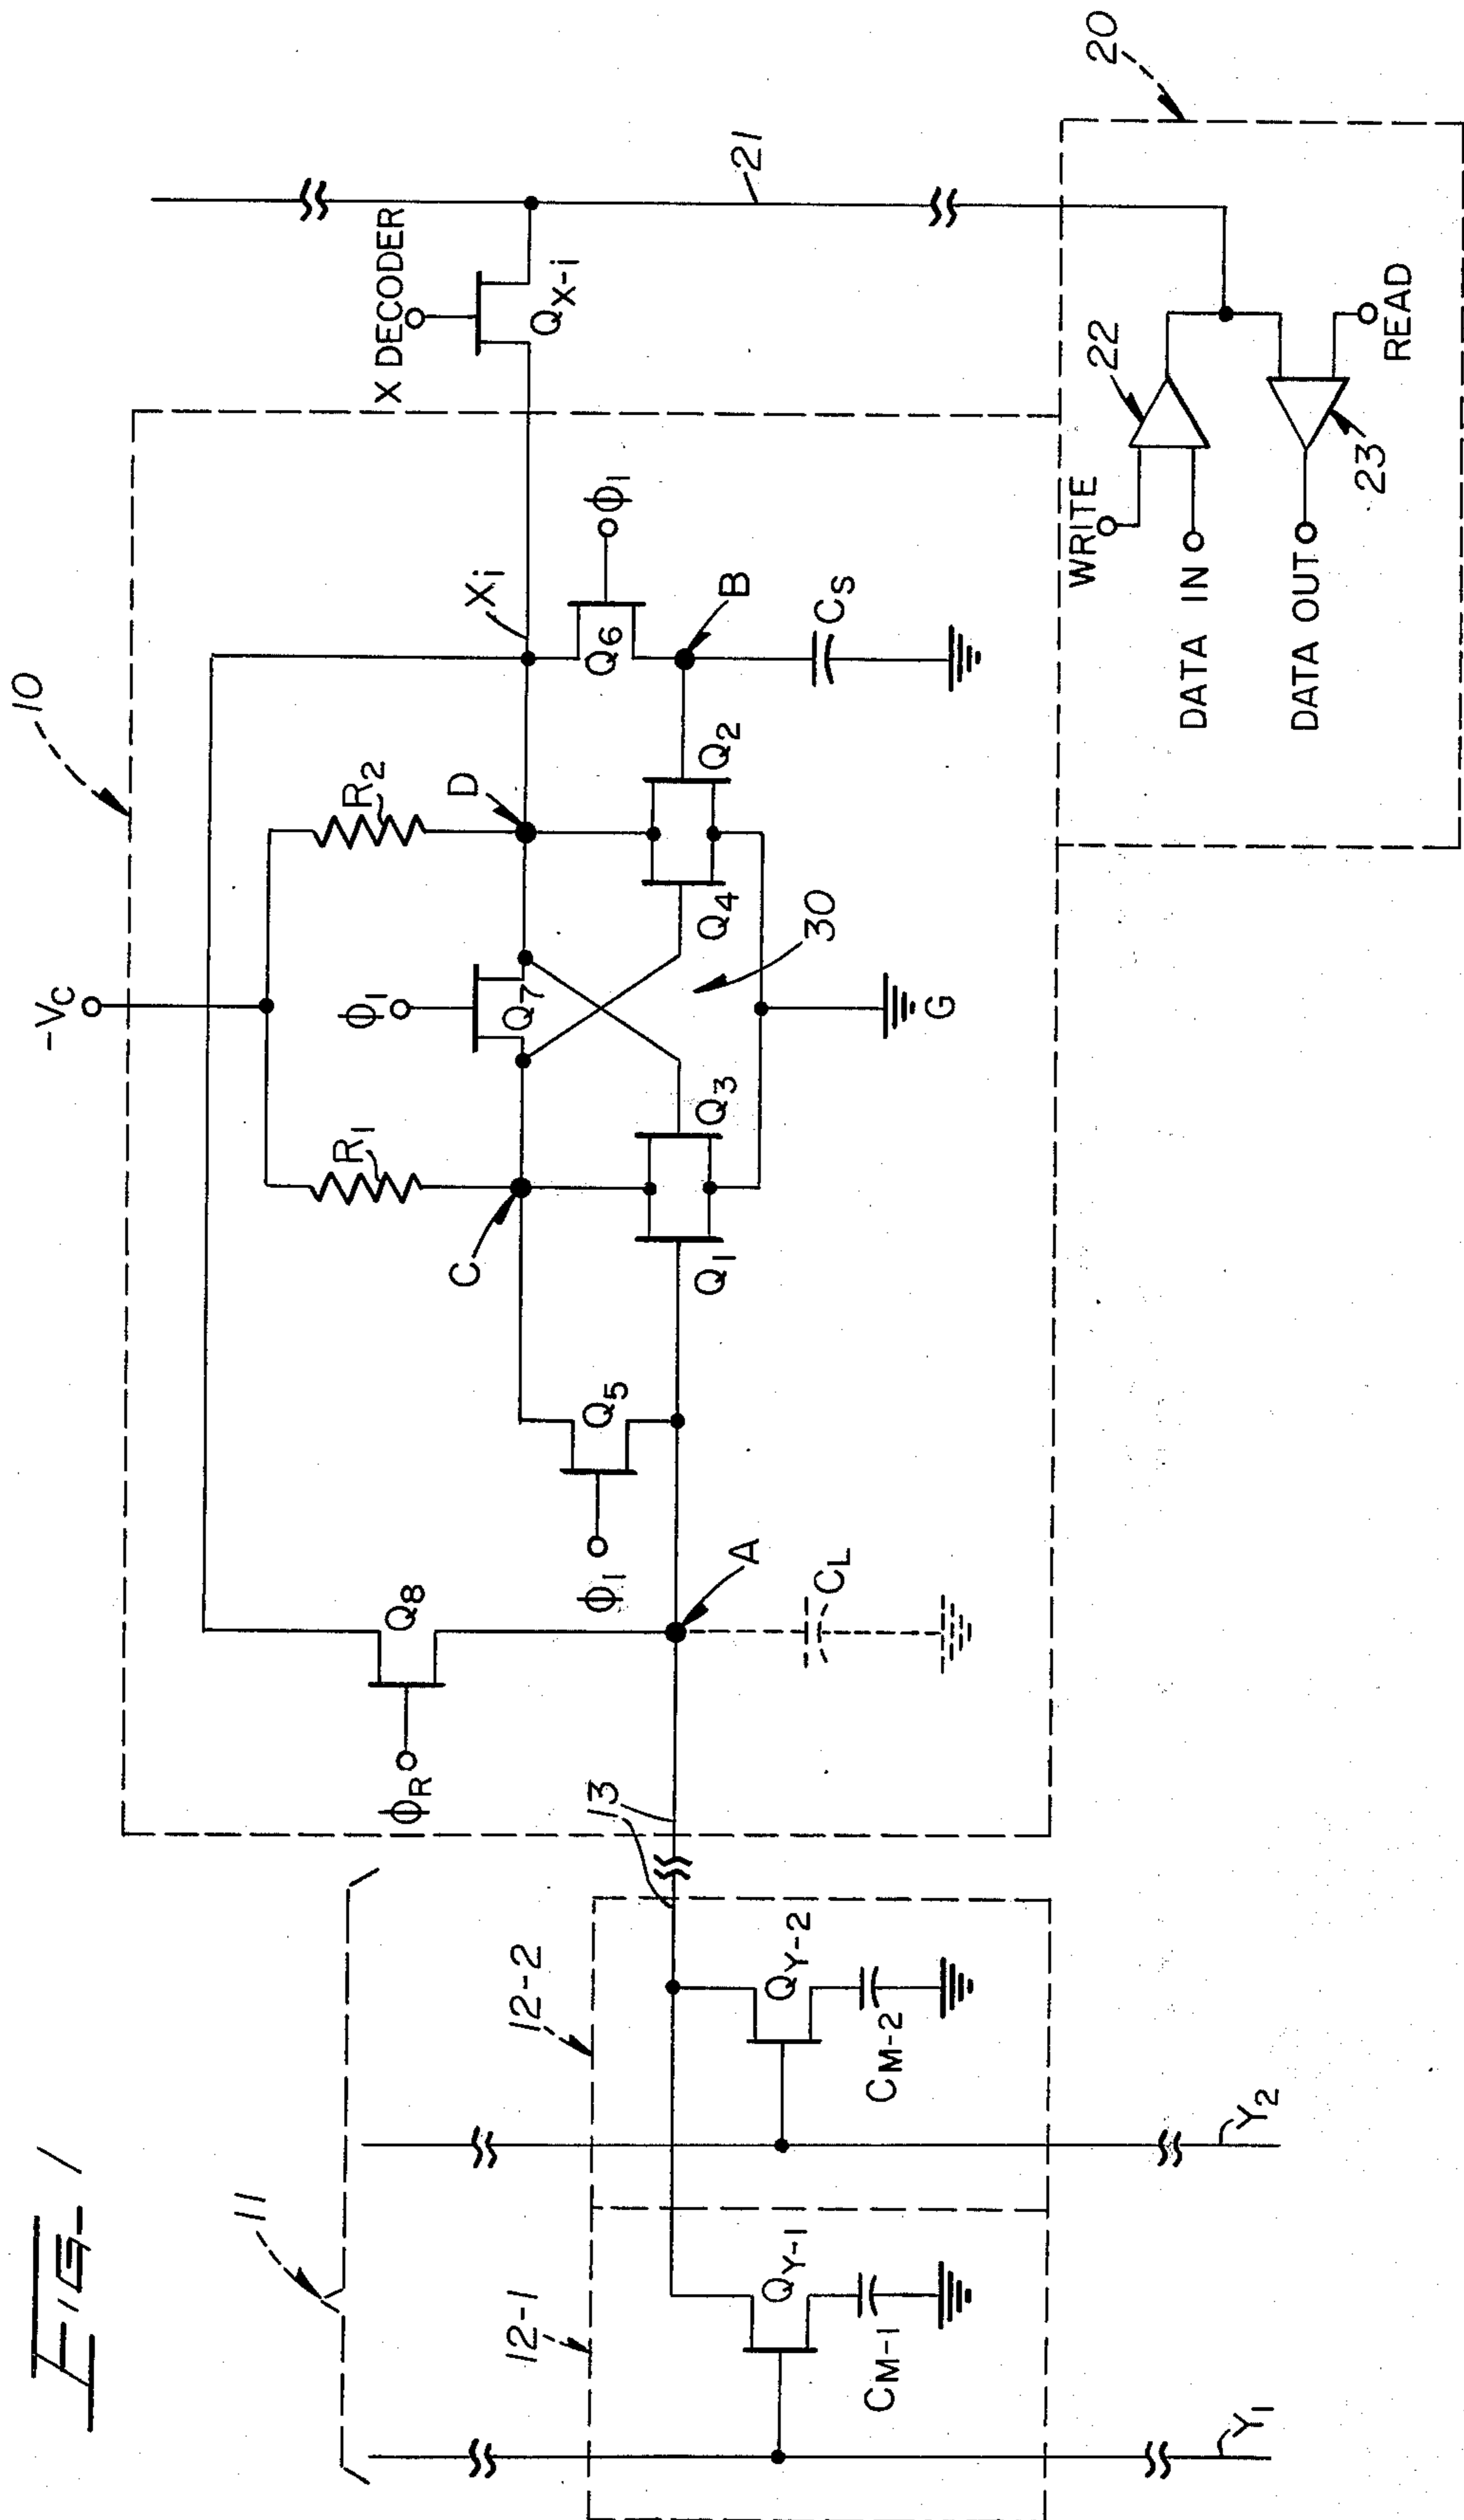 FIG. 1
10
20
11
-VC
X DECODER
QX-i
21
φR
Q8
R1
R2
φ1
Q7
C
D
Xi
φ1
Q5
Q6
φ1
A
B
CL
CS
Q1
Q3
Q4
Q2
30
G
13
12-1
12-2
QY-1
QY-2
CM-1
CM-2
Y1
Y2
WRITE
22
DATA IN
DATA OUT
23
READ